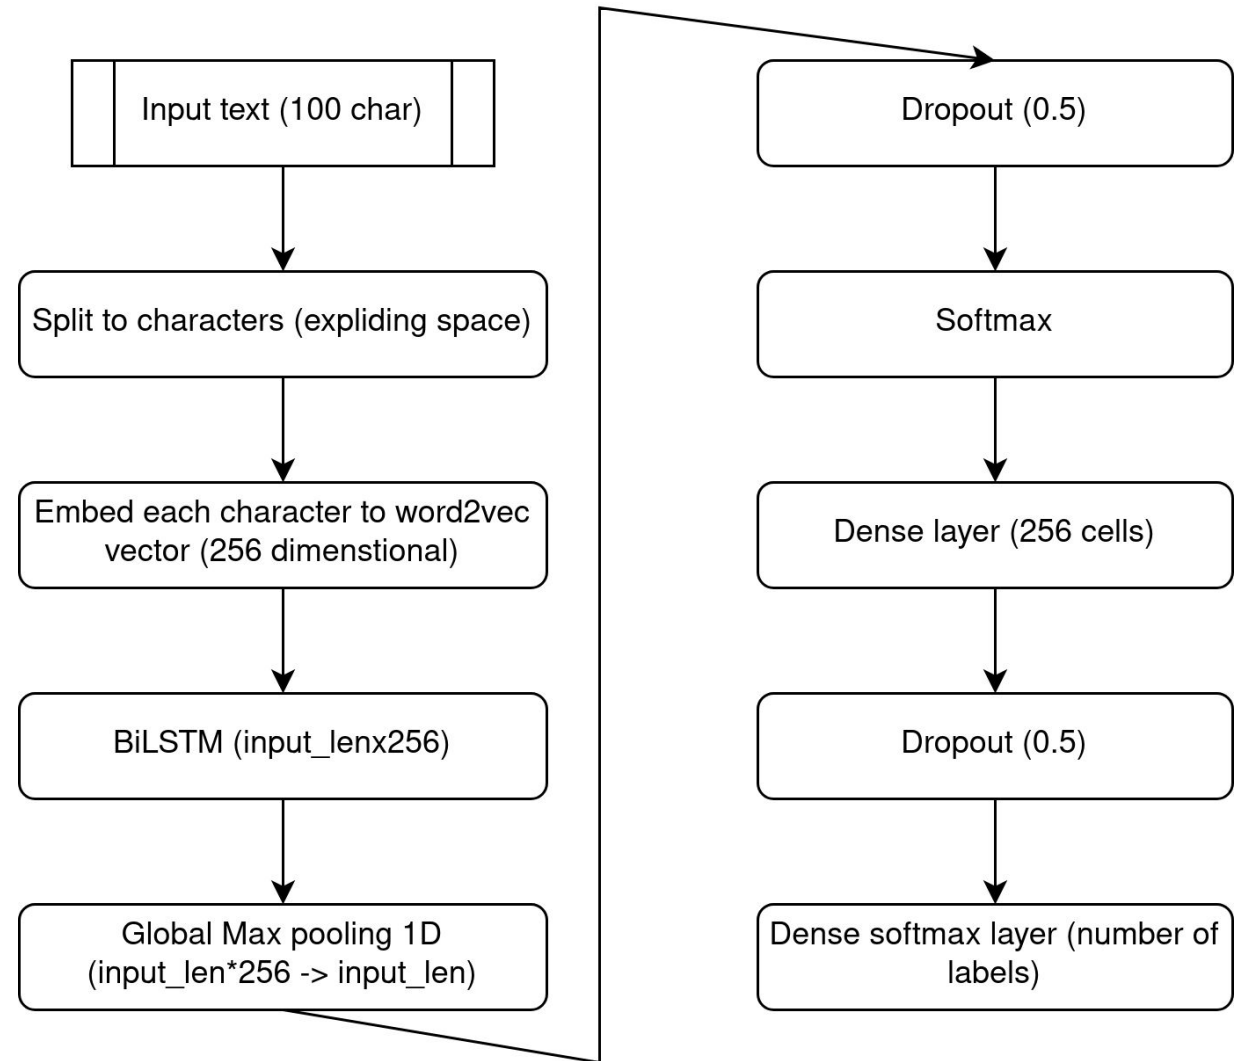 Input text (100 char)
Split to characters (expliding space)
Embed each character to word2vec
vector (256 dimenstional)
BiLSTM (input_lenx256)
Global Max pooling 1D
(input_len*256 -> input_len)
Dropout (0.5)
Softmax
Dense layer (256 cells)
Dropout (0.5)
Dense softmax layer (number of
labels)